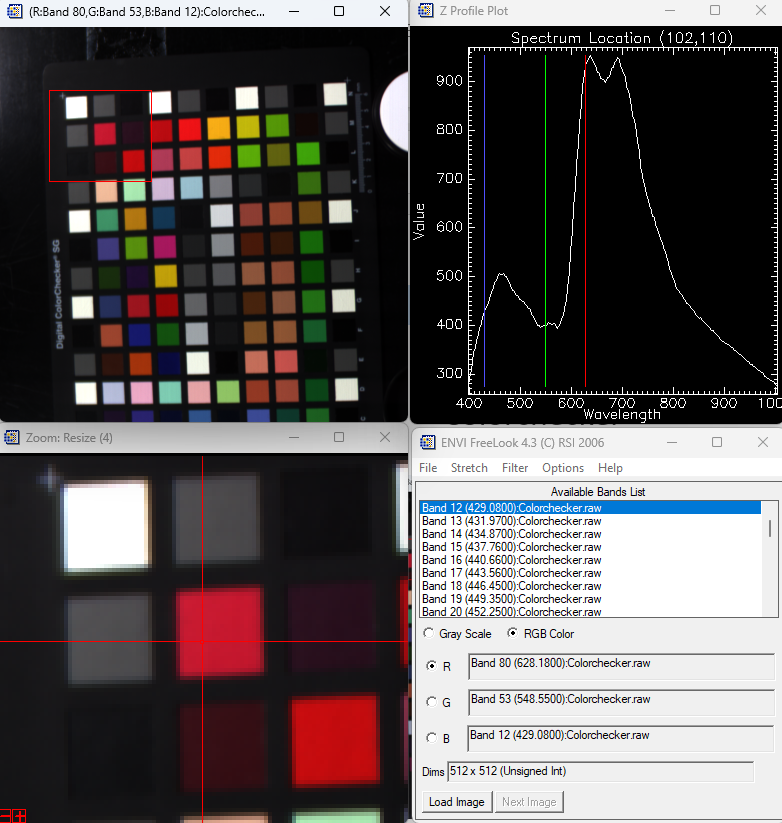 (R:Band 80,G:Band 53,B:Band 12):Colorchec...
Digital ColorChecker® SG
Z Profile Plot
Spectrum Location (102,110)
Value
900
800
700
600
500
400
300
400 500 600 700 800 900 100
Wavelength
Zoom: Resize (4)
ENVI FreeLook 4.3 (C) RSI 2006
File Stretch Filter Options Help
Available Bands List
Band 12 (429.0800):Colorchecker.raw
Band 13 (431.9700):Colorchecker.raw
Band 14 (434.8700):Colorchecker.raw
Band 15 (437.7600):Colorchecker.raw
Band 16 (440.6600):Colorchecker.raw
Band 17 (443.5600):Colorchecker.raw
Band 18 (446.4500):Colorchecker.raw
Band 19 (449.3500):Colorchecker.raw
Band 20 (452.2500):Colorchecker.raw
Gray Scale RGB Color
R Band 80 (628.1800):Colorchecker.raw
G Band 53 (548.5500):Colorchecker.raw
B Band 12 (429.0800):Colorchecker.raw
Dims 512 x 512 (Unsigned Int)
Load Image Next Image